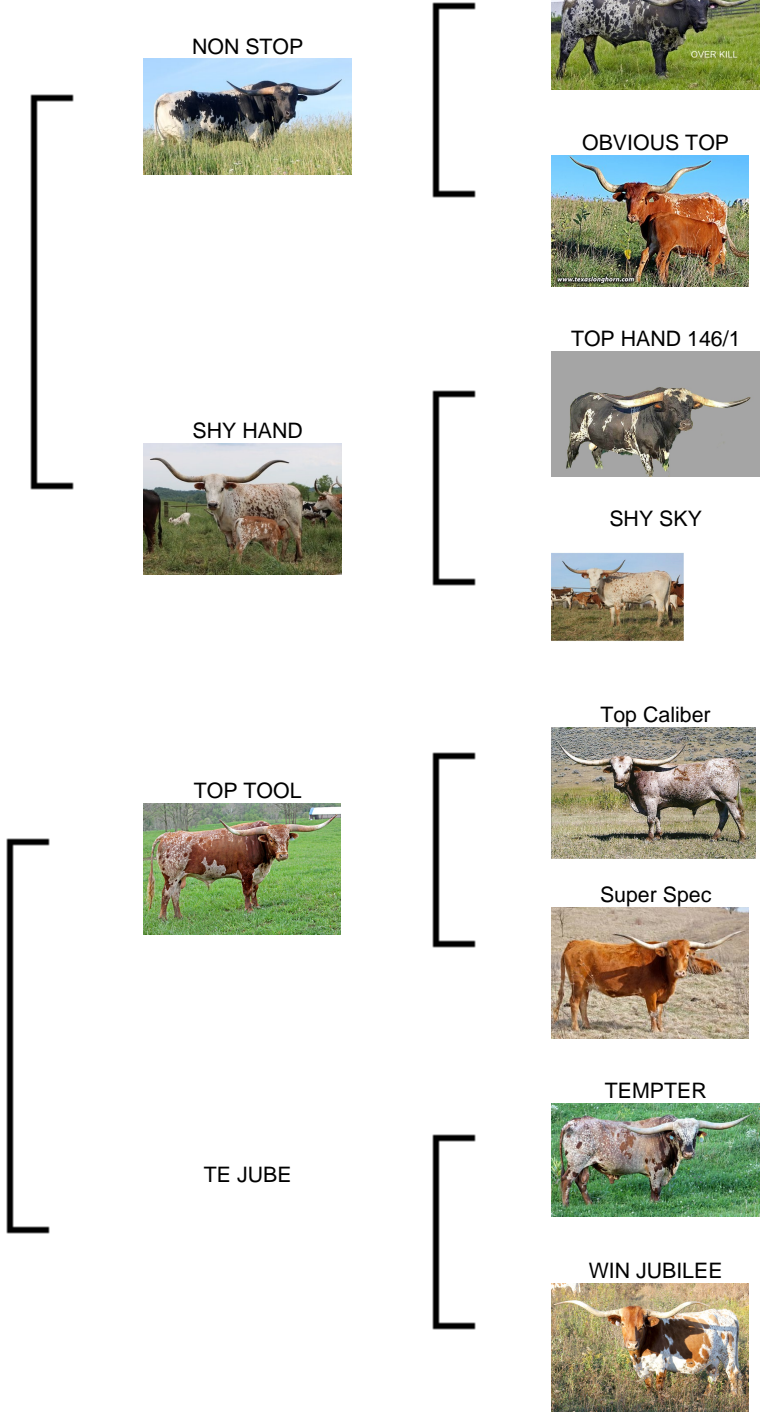 NON STOP
OVER KILL
OBVIOUS TOP
www.texaslonghorn.com
TOP HAND 146/1
SHY HAND
SHY SKY
Top Caliber
TOP TOOL
Super Spec
TEMPTER
TE JUBE
WIN JUBILEE